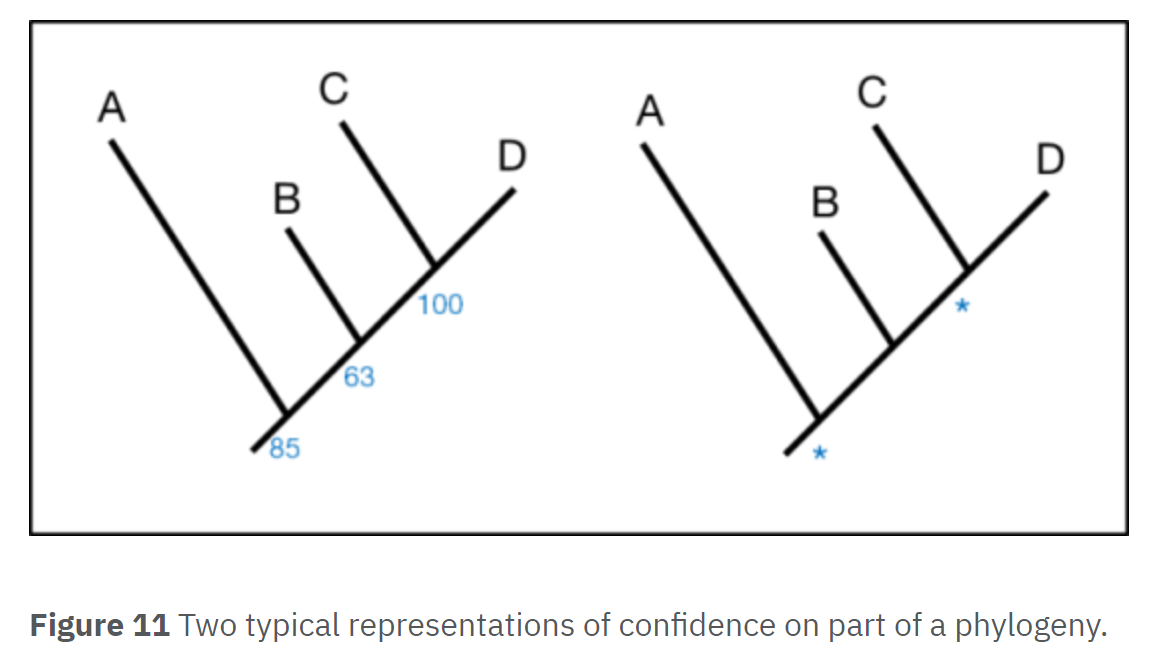 A
B
C
D
100
63
85
A
B
C
D
*
*
Figure 11 Two typical representations of confidence on part of a phylogeny.